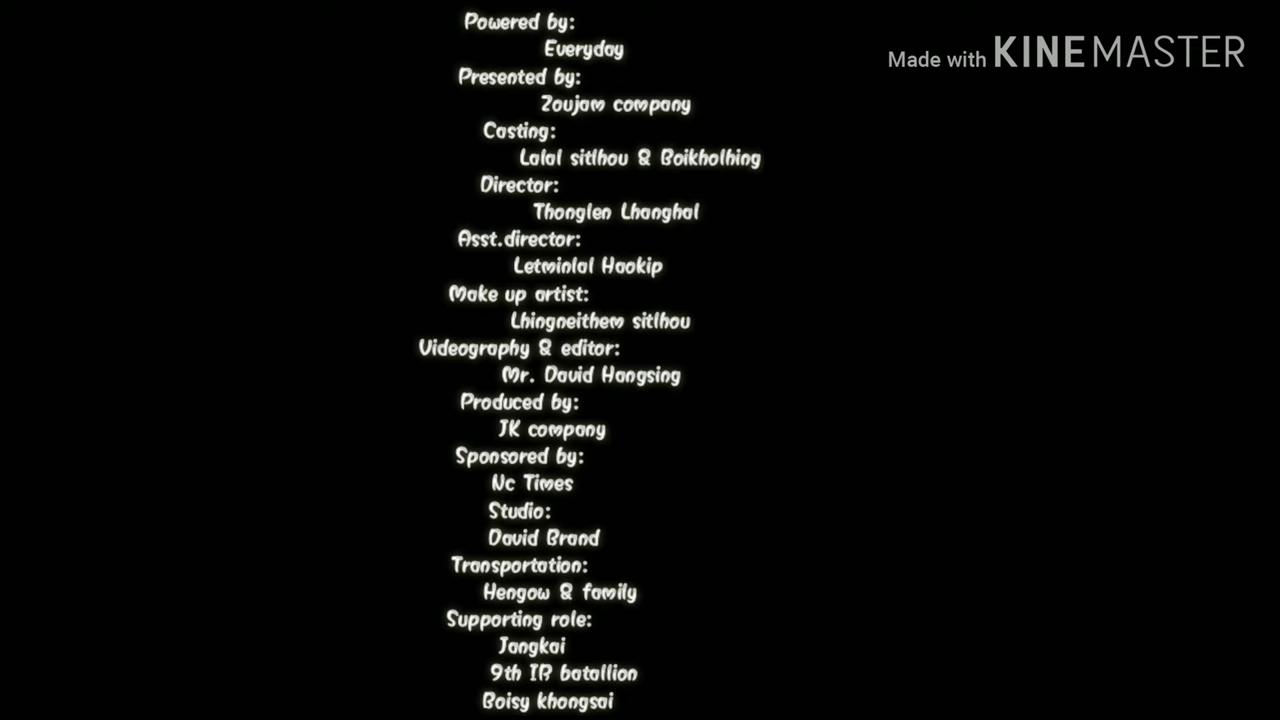 Powered by:
Everyday
Made with KINEMASTER
Presented by:
Zoujam company
Casting:
Lalal sitlhou & Boikholhing
Director:
Thonglen Lhanghal
Asst.director:
Letminlal Haokip
Make up artist:
Lhingneithem sitlhou
Videography & editor:
Mr. David Hangsing
Produced by:
JK company
Sponsored by:
Nc Times
Studio:
David Brand
Transportation:
Hengow & family
Supporting role:
Jangkai
9th IB batallion
Boisy khongsai